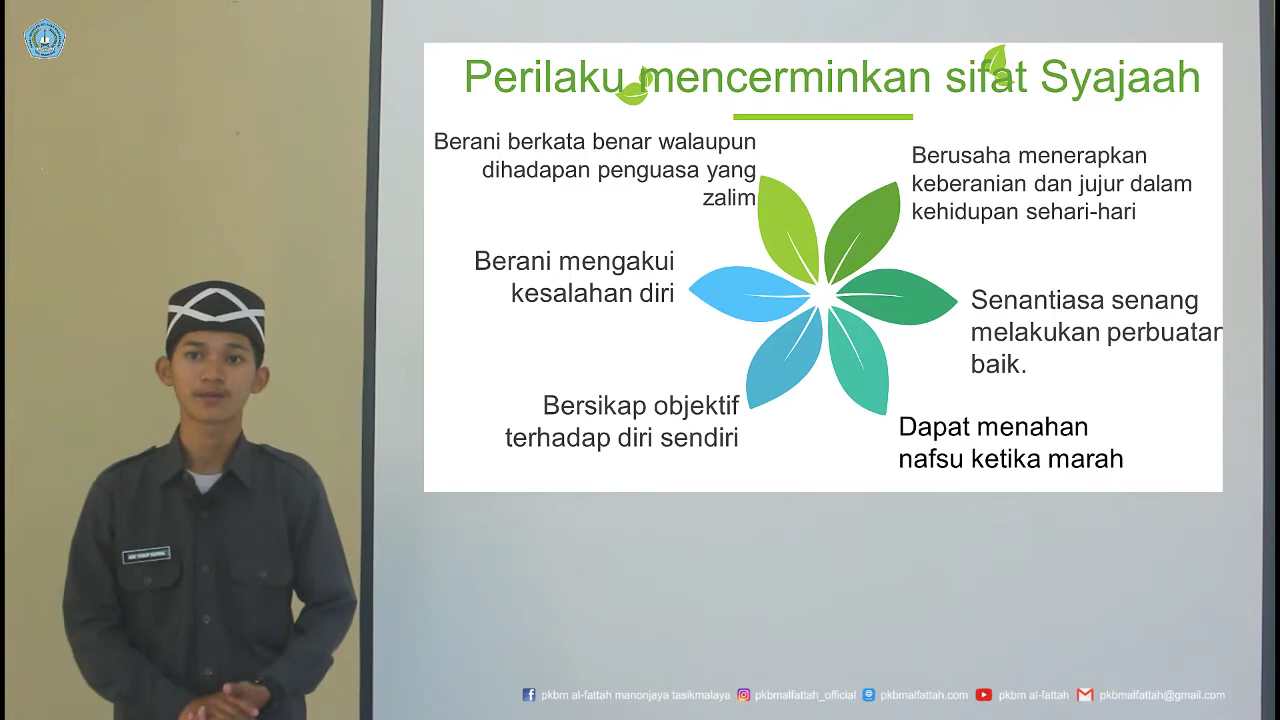 Perilaku mencerminkan sifat Syajaah
Berani berkata benar walaupun
dihadapan penguasa yang
zalim
Berusaha menerapkan
keberanian dan jujur dalam
kehidupan sehari-hari
Berani mengakui
kesalahan diri
Senantiasa senang
melakukan perbuatan
baik.
Bersikap objektif
terhadap diri sendiri
Dapat menahan
nafsu ketika marah
pkbm al-fattah manonjaya tasikmalaya pkbmalfattah_official pkbmalfattah.com pkbm al-fattah pkbmalfattah@gmail.com